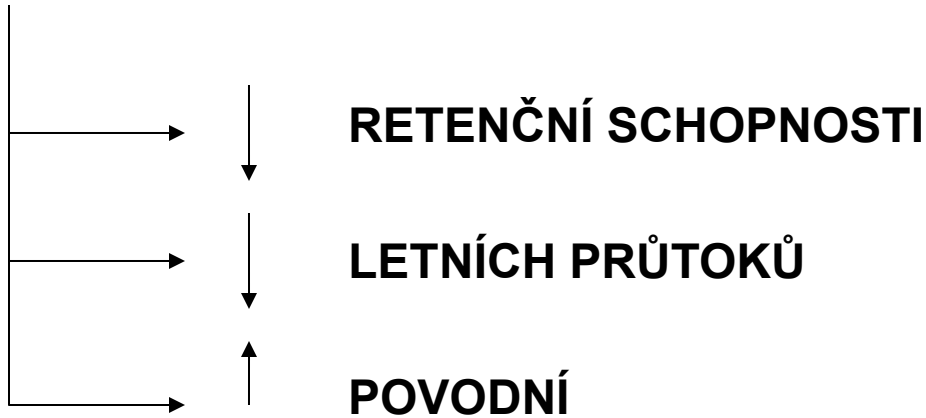 RETENČNÍ SCHOPNOSTI
LETNÍCH PRŮTOKŮ
POVODNÍ